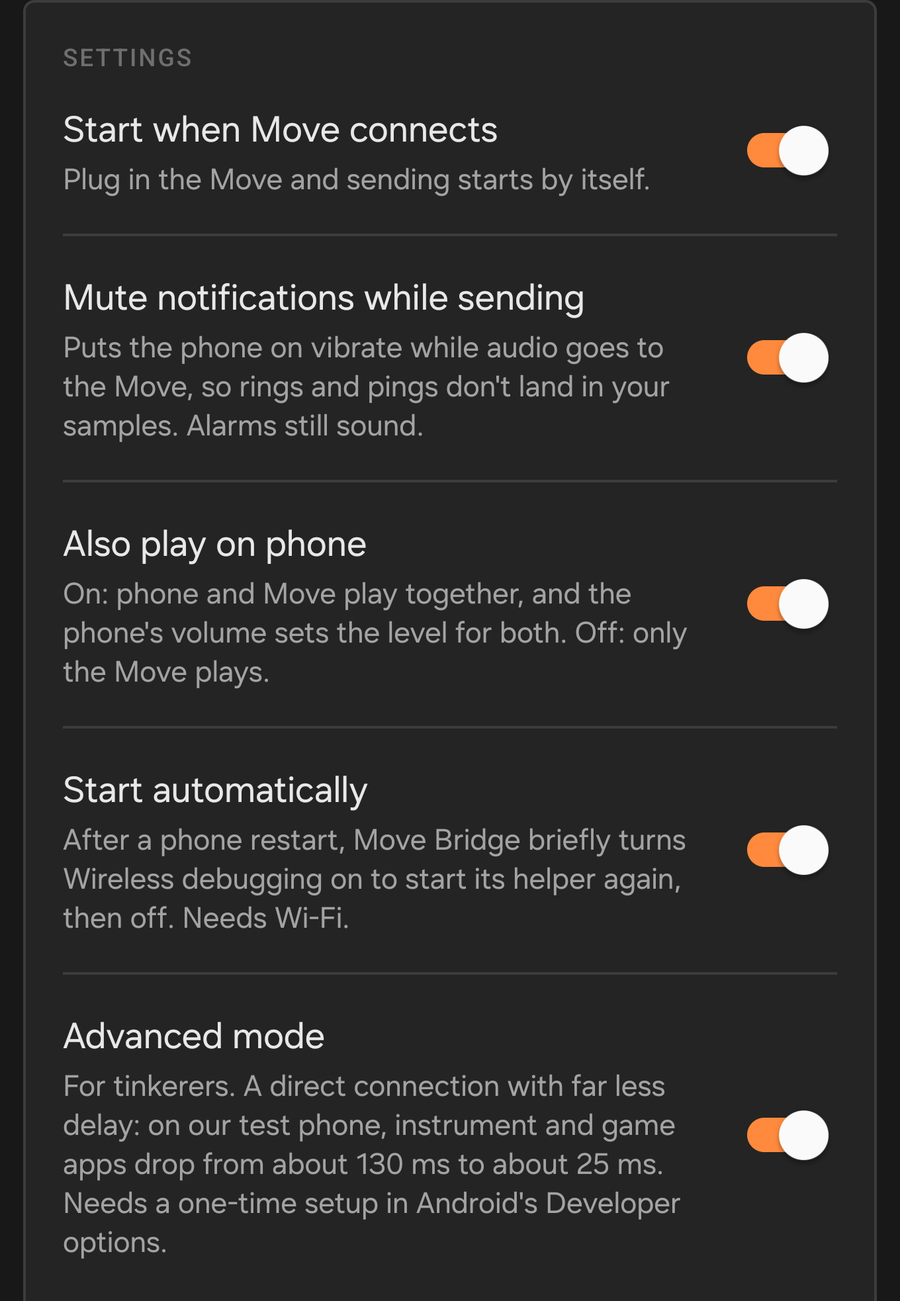 SETTINGS
Start when Move connects
Plug in the Move and sending starts by itself.
Mute notifications while sending
Puts the phone on vibrate while audio goes to
the Move, so rings and pings don't land in your
samples. Alarms still sound.
Also play on phone
On: phone and Move play together, and the
phone's volume sets the level for both. Off: only
the Move plays.
Start automatically
After a phone restart, Move Bridge briefly turns
Wireless debugging on to start its helper again,
then off. Needs Wi-Fi.
Advanced mode
For tinkerers. A direct connection with far less
delay: on our test phone, instrument and game
apps drop from about 130 ms to about 25 ms.
Needs a one-time setup in Android's Developer
options.